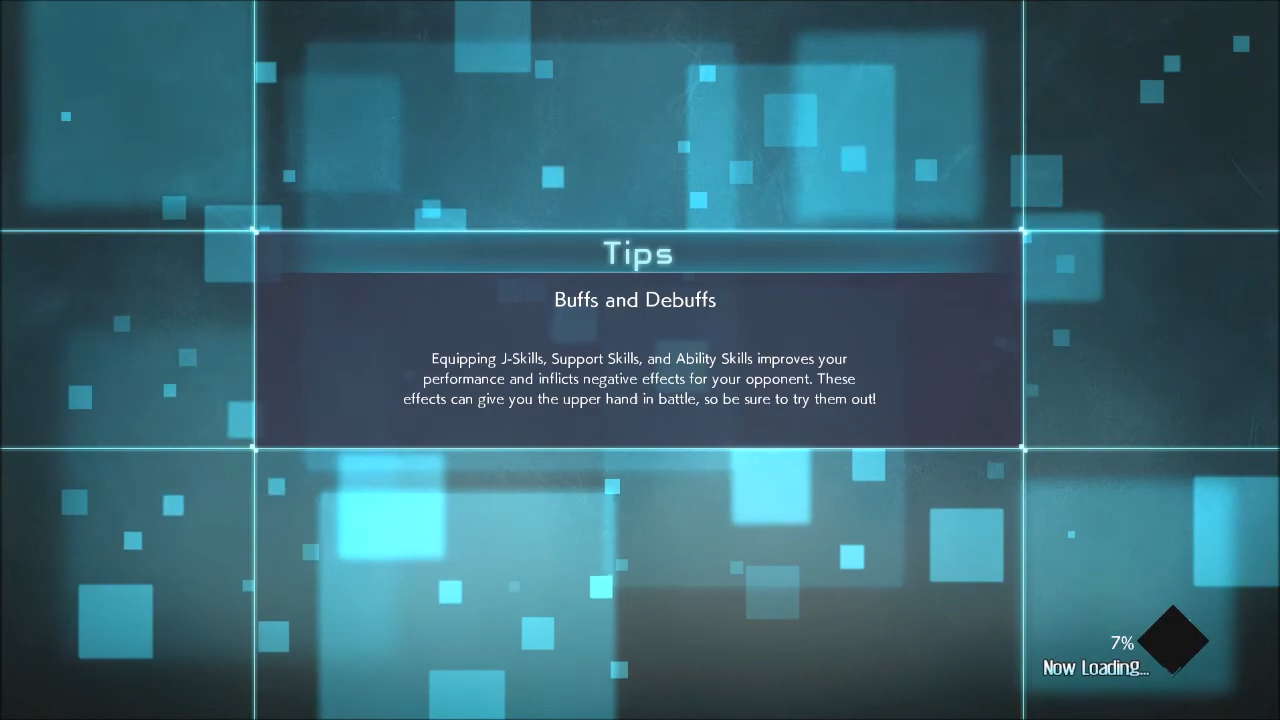 Tips
Buffs and Debuffs
Equipping J-Skills, Support Skills, and Ability Skills improves your
performance and inflicts negative effects for your opponent. These
effects can give you the upper hand in battle, so be sure to try them out!
7%
Now Loading...